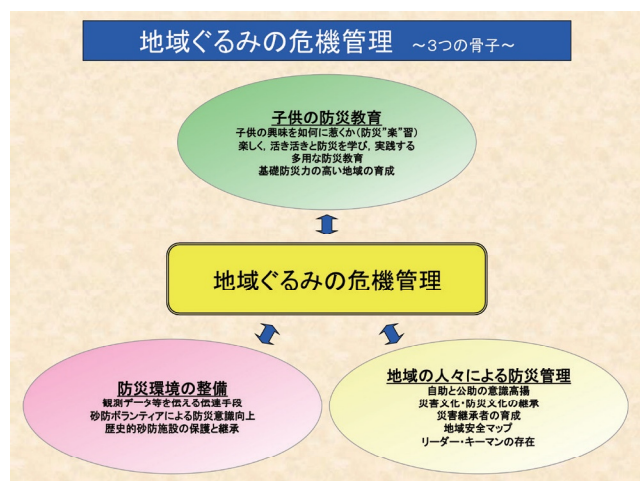 地域ぐるみの危機管理 ~3つの骨子~
子供の防災教育
子供の興味を如何に惹くか(防災”楽”習)
楽しく,活き活きと防災を学び,実践する
多用な防災教育
基礎防災力の高い地域の育成
地域ぐるみの危機管理
防災環境の整備
観測データ等を伝える伝達手段
砂防ボランティアによる防災意識向上
歴史的砂防施設の保護と継承
地域の人々による防災管理
自助と公助の意識高揚
災害文化・防災文化の継承
災害継承者の育成
地域安全マップ
リーダー・キーマンの存在